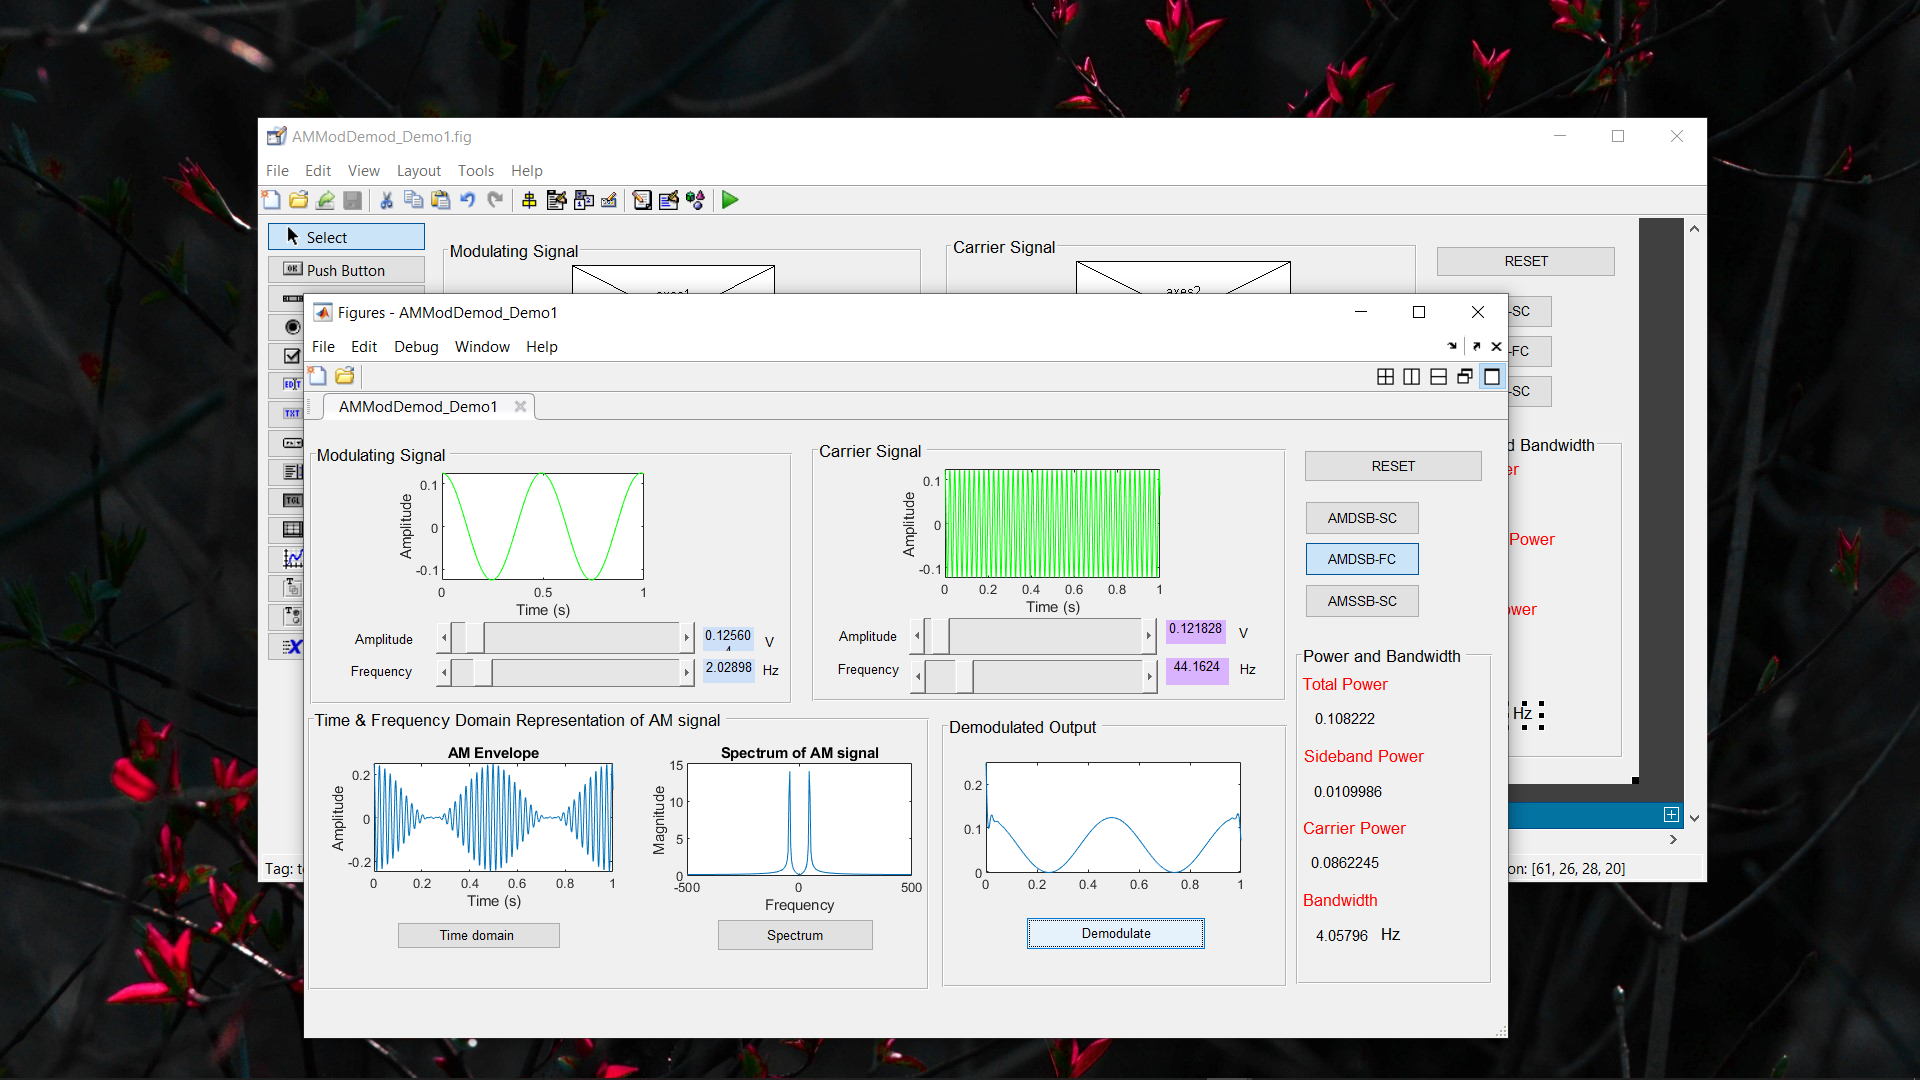 AMModDemod_Demo1.fig
File Edit View Layout Tools Help
Select
Push Button
Modulating Signal
Carrier Signal
RESET
-SC
-FC
-SC
d Bandwidth
er
Power
wer
Hz
Tag: t
on: [61, 26, 28, 20]
Figures - AMModDemod_Demo1
File Edit Debug Window Help
AMModDemod_Demo1
Modulating Signal
Amplitude
0.1
0
-0.1
0 0.5 1
Time (s)
Amplitude 0.12560 V
Frequency 2.02898 Hz
Carrier Signal
Amplitude
0.1
0
-0.1
0 0.2 0.4 0.6 0.8 1
Time (s)
Amplitude 0.121828 V
Frequency 44.1624 Hz
RESET
AMDSB-SC
AMDSB-FC
AMSSB-SC
Time & Frequency Domain Representation of AM signal
AM Envelope
Amplitude
0.2
0
-0.2
0 0.2 0.4 0.6 0.8 1
Time (s)
Time domain
Spectrum of AM signal
Magnitude
15
10
5
0
-500 0 500
Frequency
Spectrum
Demodulated Output
0.2
0.1
0
0 0.2 0.4 0.6 0.8 1
Demodulate
Power and Bandwidth
Total Power
0.108222
Sideband Power
0.0109986
Carrier Power
0.0862245
Bandwidth
4.05796 Hz